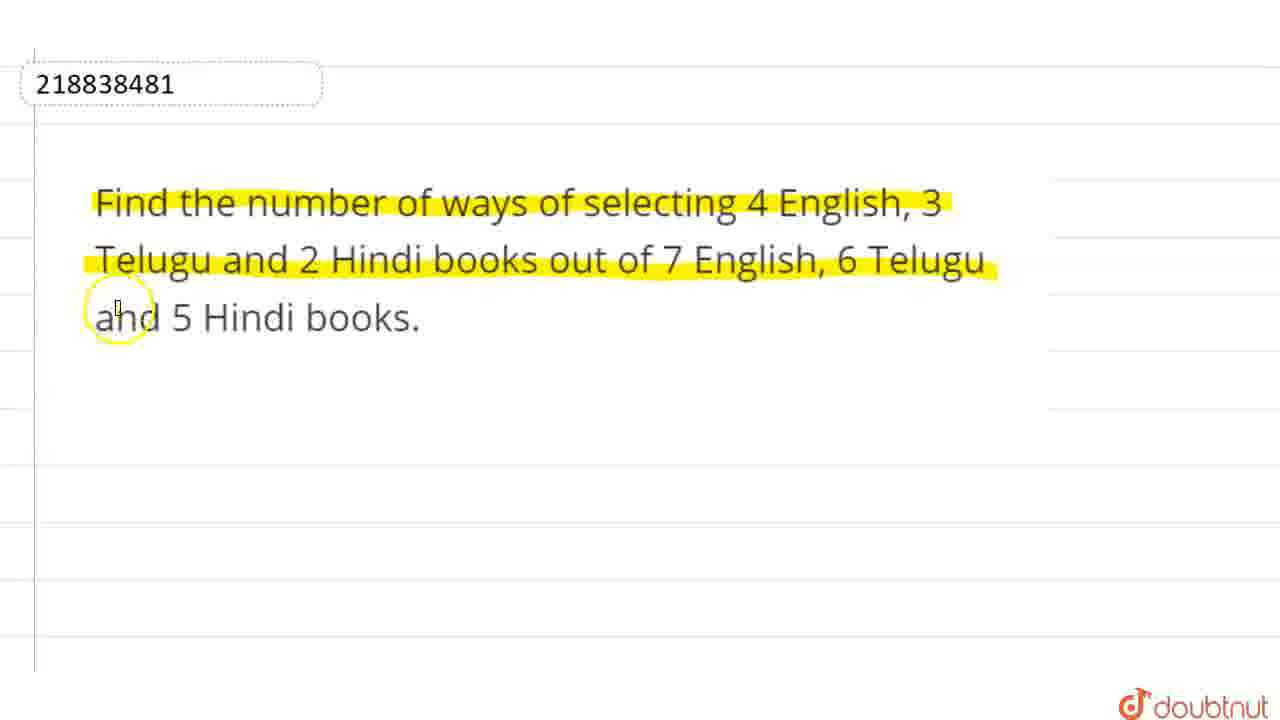 218838481
Find the number of ways of selecting 4 English, 3
Telugu and 2 Hindi books out of 7 English, 6 Telugu
and 5 Hindi books.
doubtnut